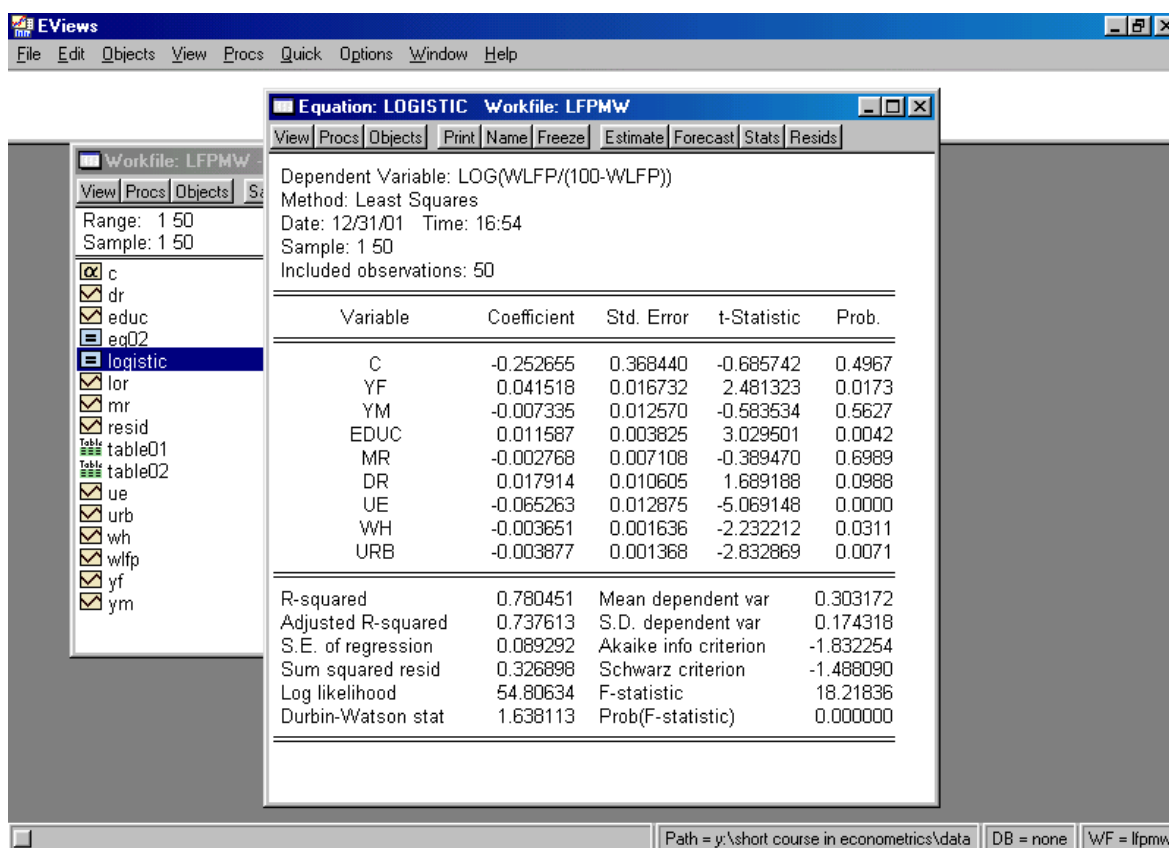 EViews
File Edit Objects View Procs Quick Options Window Help
Equation: LOGISTIC Workfile: LFPMW
View Procs Objects Print Name Freeze Estimate Forecast Stats Resids
Workfile: LFPMW -
View Procs Objects
Range: 1 50
Sample: 1 50
c
dr
educ
eq02
logistic
lor
mr
resid
Table table01
Table table02
ue
urb
wh
wlfp
yf
ym
Dependent Variable: LOG(WLFP/(100-WLFP))
Method: Least Squares
Date: 12/31/01 Time: 16:54
Sample: 1 50
Included observations: 50
Variable Coefficient Std. Error t-Statistic Prob.
C -0.252655 0.368440 -0.685742 0.4967
YF 0.041518 0.016732 2.481323 0.0173
YM -0.007335 0.012570 -0.583534 0.5627
EDUC 0.011587 0.003825 3.029501 0.0042
MR -0.002768 0.007108 -0.389470 0.6989
DR 0.017914 0.010605 1.689188 0.0988
UE -0.065263 0.012875 -5.069148 0.0000
WH -0.003651 0.001636 -2.232212 0.0311
URB -0.003877 0.001368 -2.832869 0.0071
R-squared 0.780451 Mean dependent var 0.303172
Adjusted R-squared 0.737613 S.D. dependent var 0.174318
S.E. of regression 0.089292 Akaike info criterion -1.832254
Sum squared resid 0.326898 Schwarz criterion -1.488090
Log likelihood 54.80634 F-statistic 18.21836
Durbin-Watson stat 1.638113 Prob(F-statistic) 0.000000
Path = y:\short course in econometrics\data DB = none WF = lfpmw